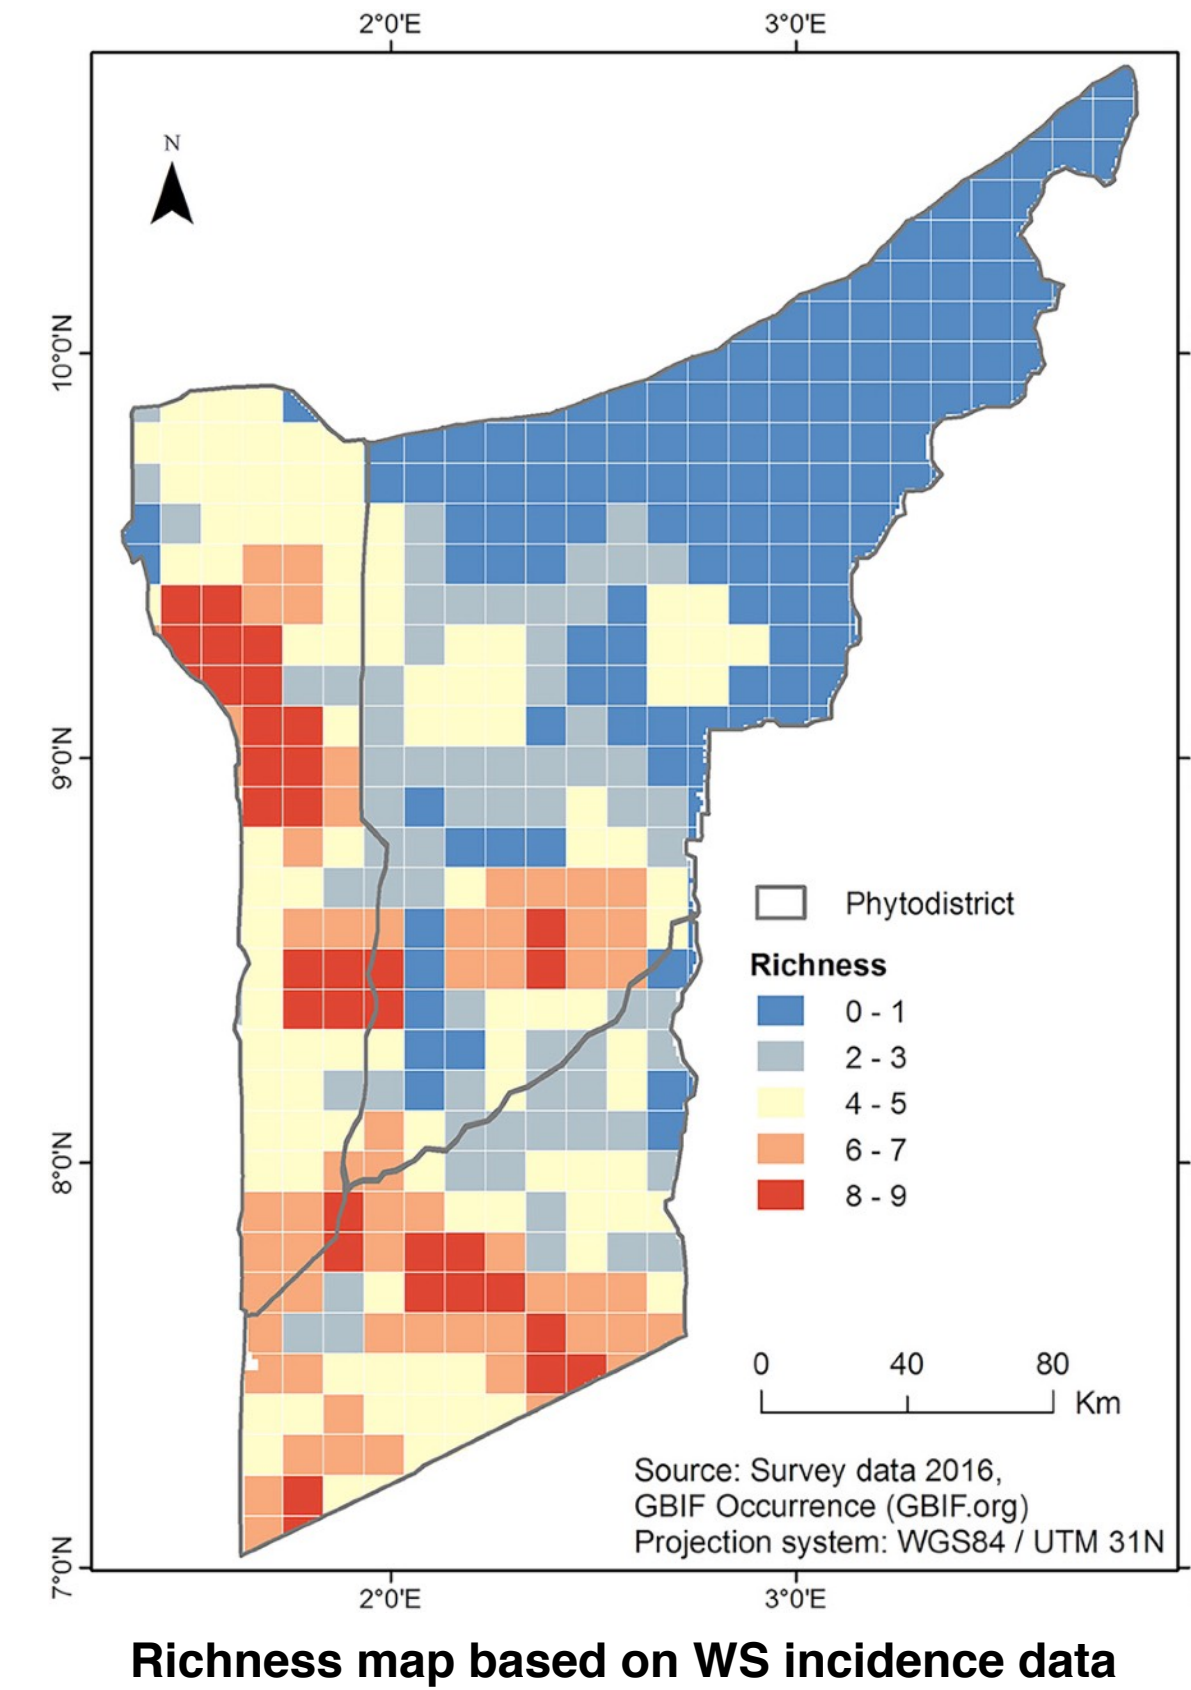 2°0'E 3°0'E
N
10°0'N
9°0'N
8°0'N
7°0'N
Phytodistrict
Richness
0 - 1
2 - 3
4 - 5
6 - 7
8 - 9
0 40 80
Km
Source: Survey data 2016,
GBIF Occurrence (GBIF.org)
Projection system: WGS84 / UTM 31N
2°0'E 3°0'E
Richness map based on WS incidence data